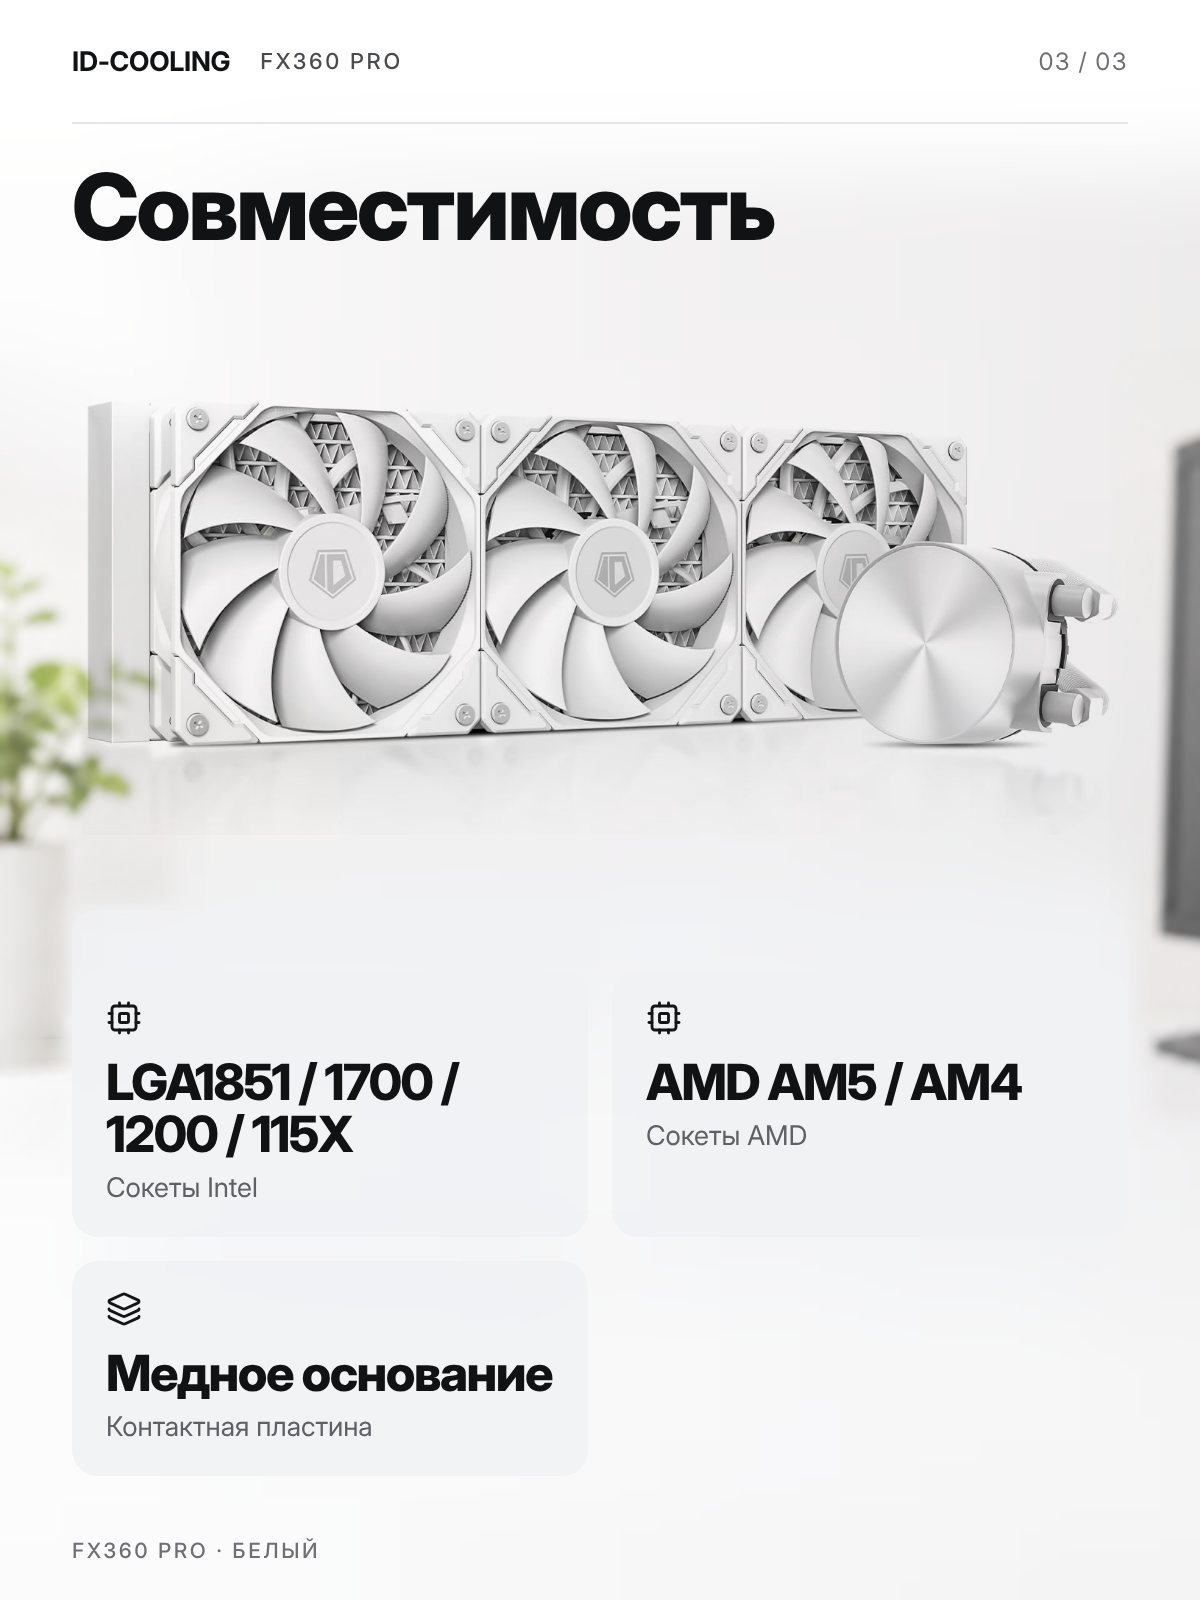 ID-COOLING FX360 PRO 03 / 03
Совместимость
LGA1851 / 1700 /
1200 / 115X
Сокеты Intel
AMD AM5 / AM4
Сокеты AMD
Медное основание
Контактная пластина
FX360 PRO · БЕЛЫЙ